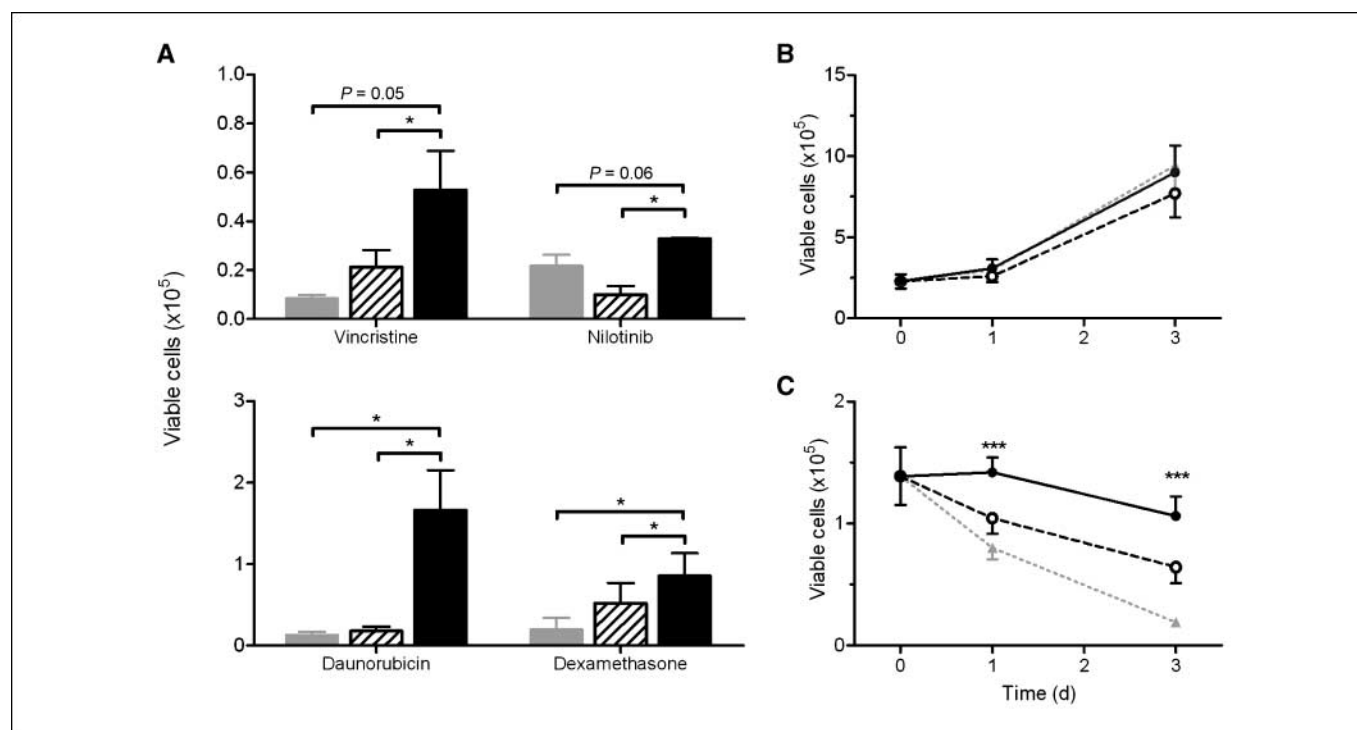 A
Viable cells (x10⁵)
1.0
0.8
0.6
0.4
0.2
0.0
P = 0.05
*
P = 0.06
*
Vincristine
Nilotinib
3
2
1
0
*
*
*
*
Daunorubicin
Dexamethasone
B
Viable cells (x10⁵)
15
10
5
0
0 1 2 3
C
Viable cells (x10⁵)
2
1
0
***
***
0 1 2 3
Time (d)